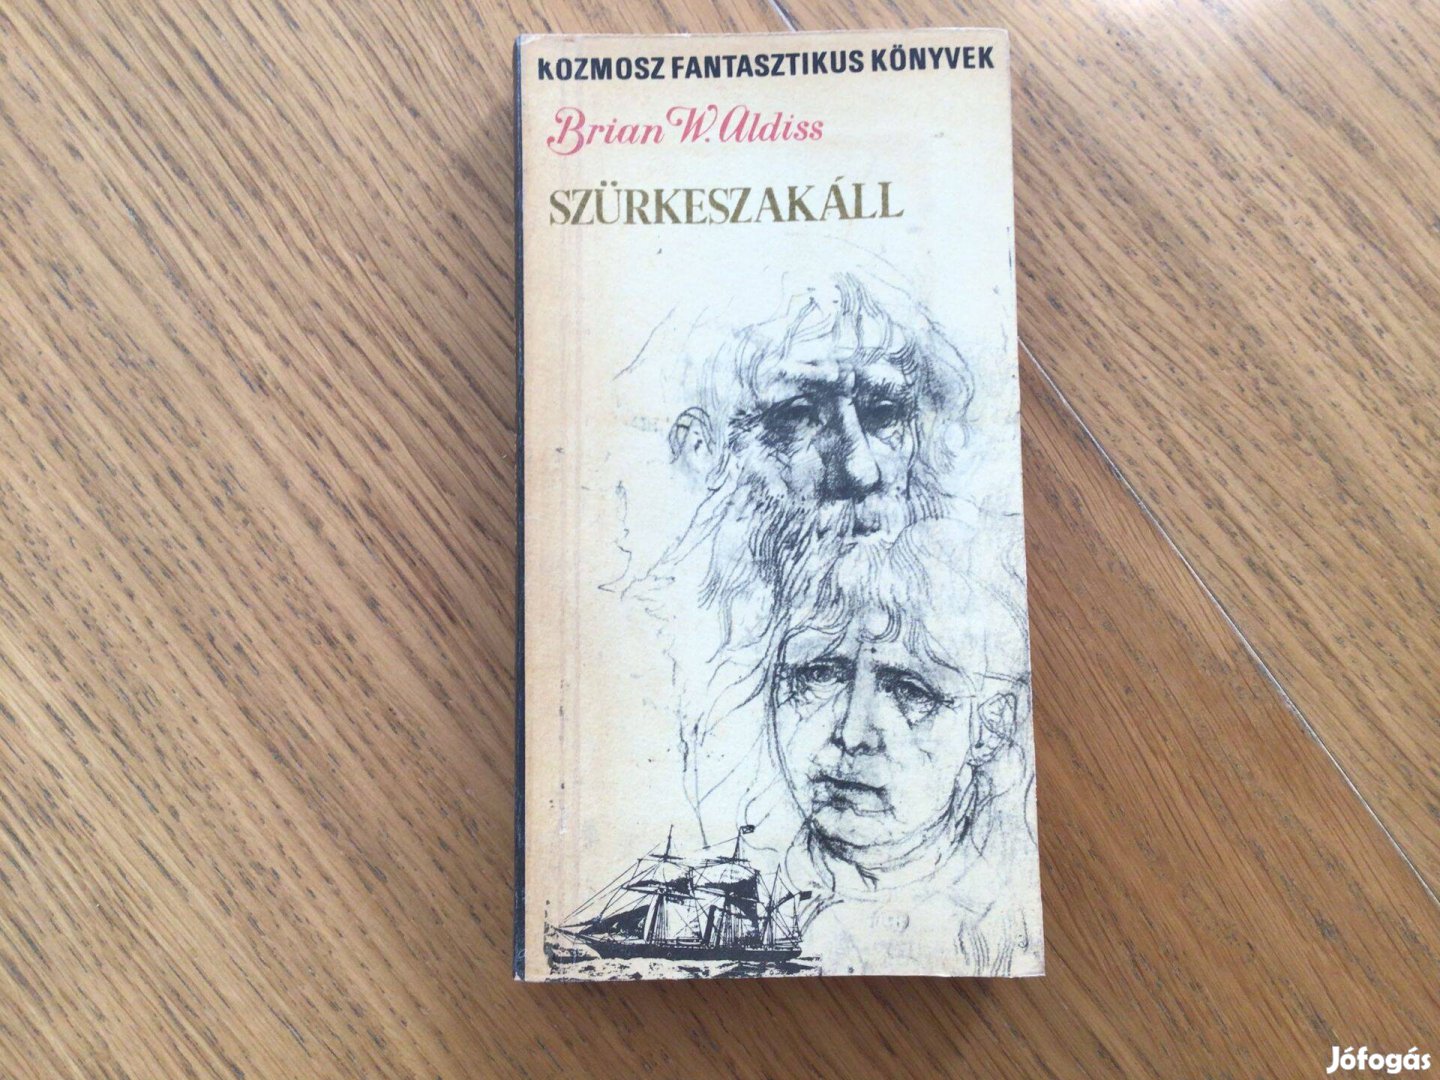 KOZMOSZ FANTASZTIKUS KÖNYVEK
Brian W. Aldiss
SZÜRKESZAKÁLL
Jófogás